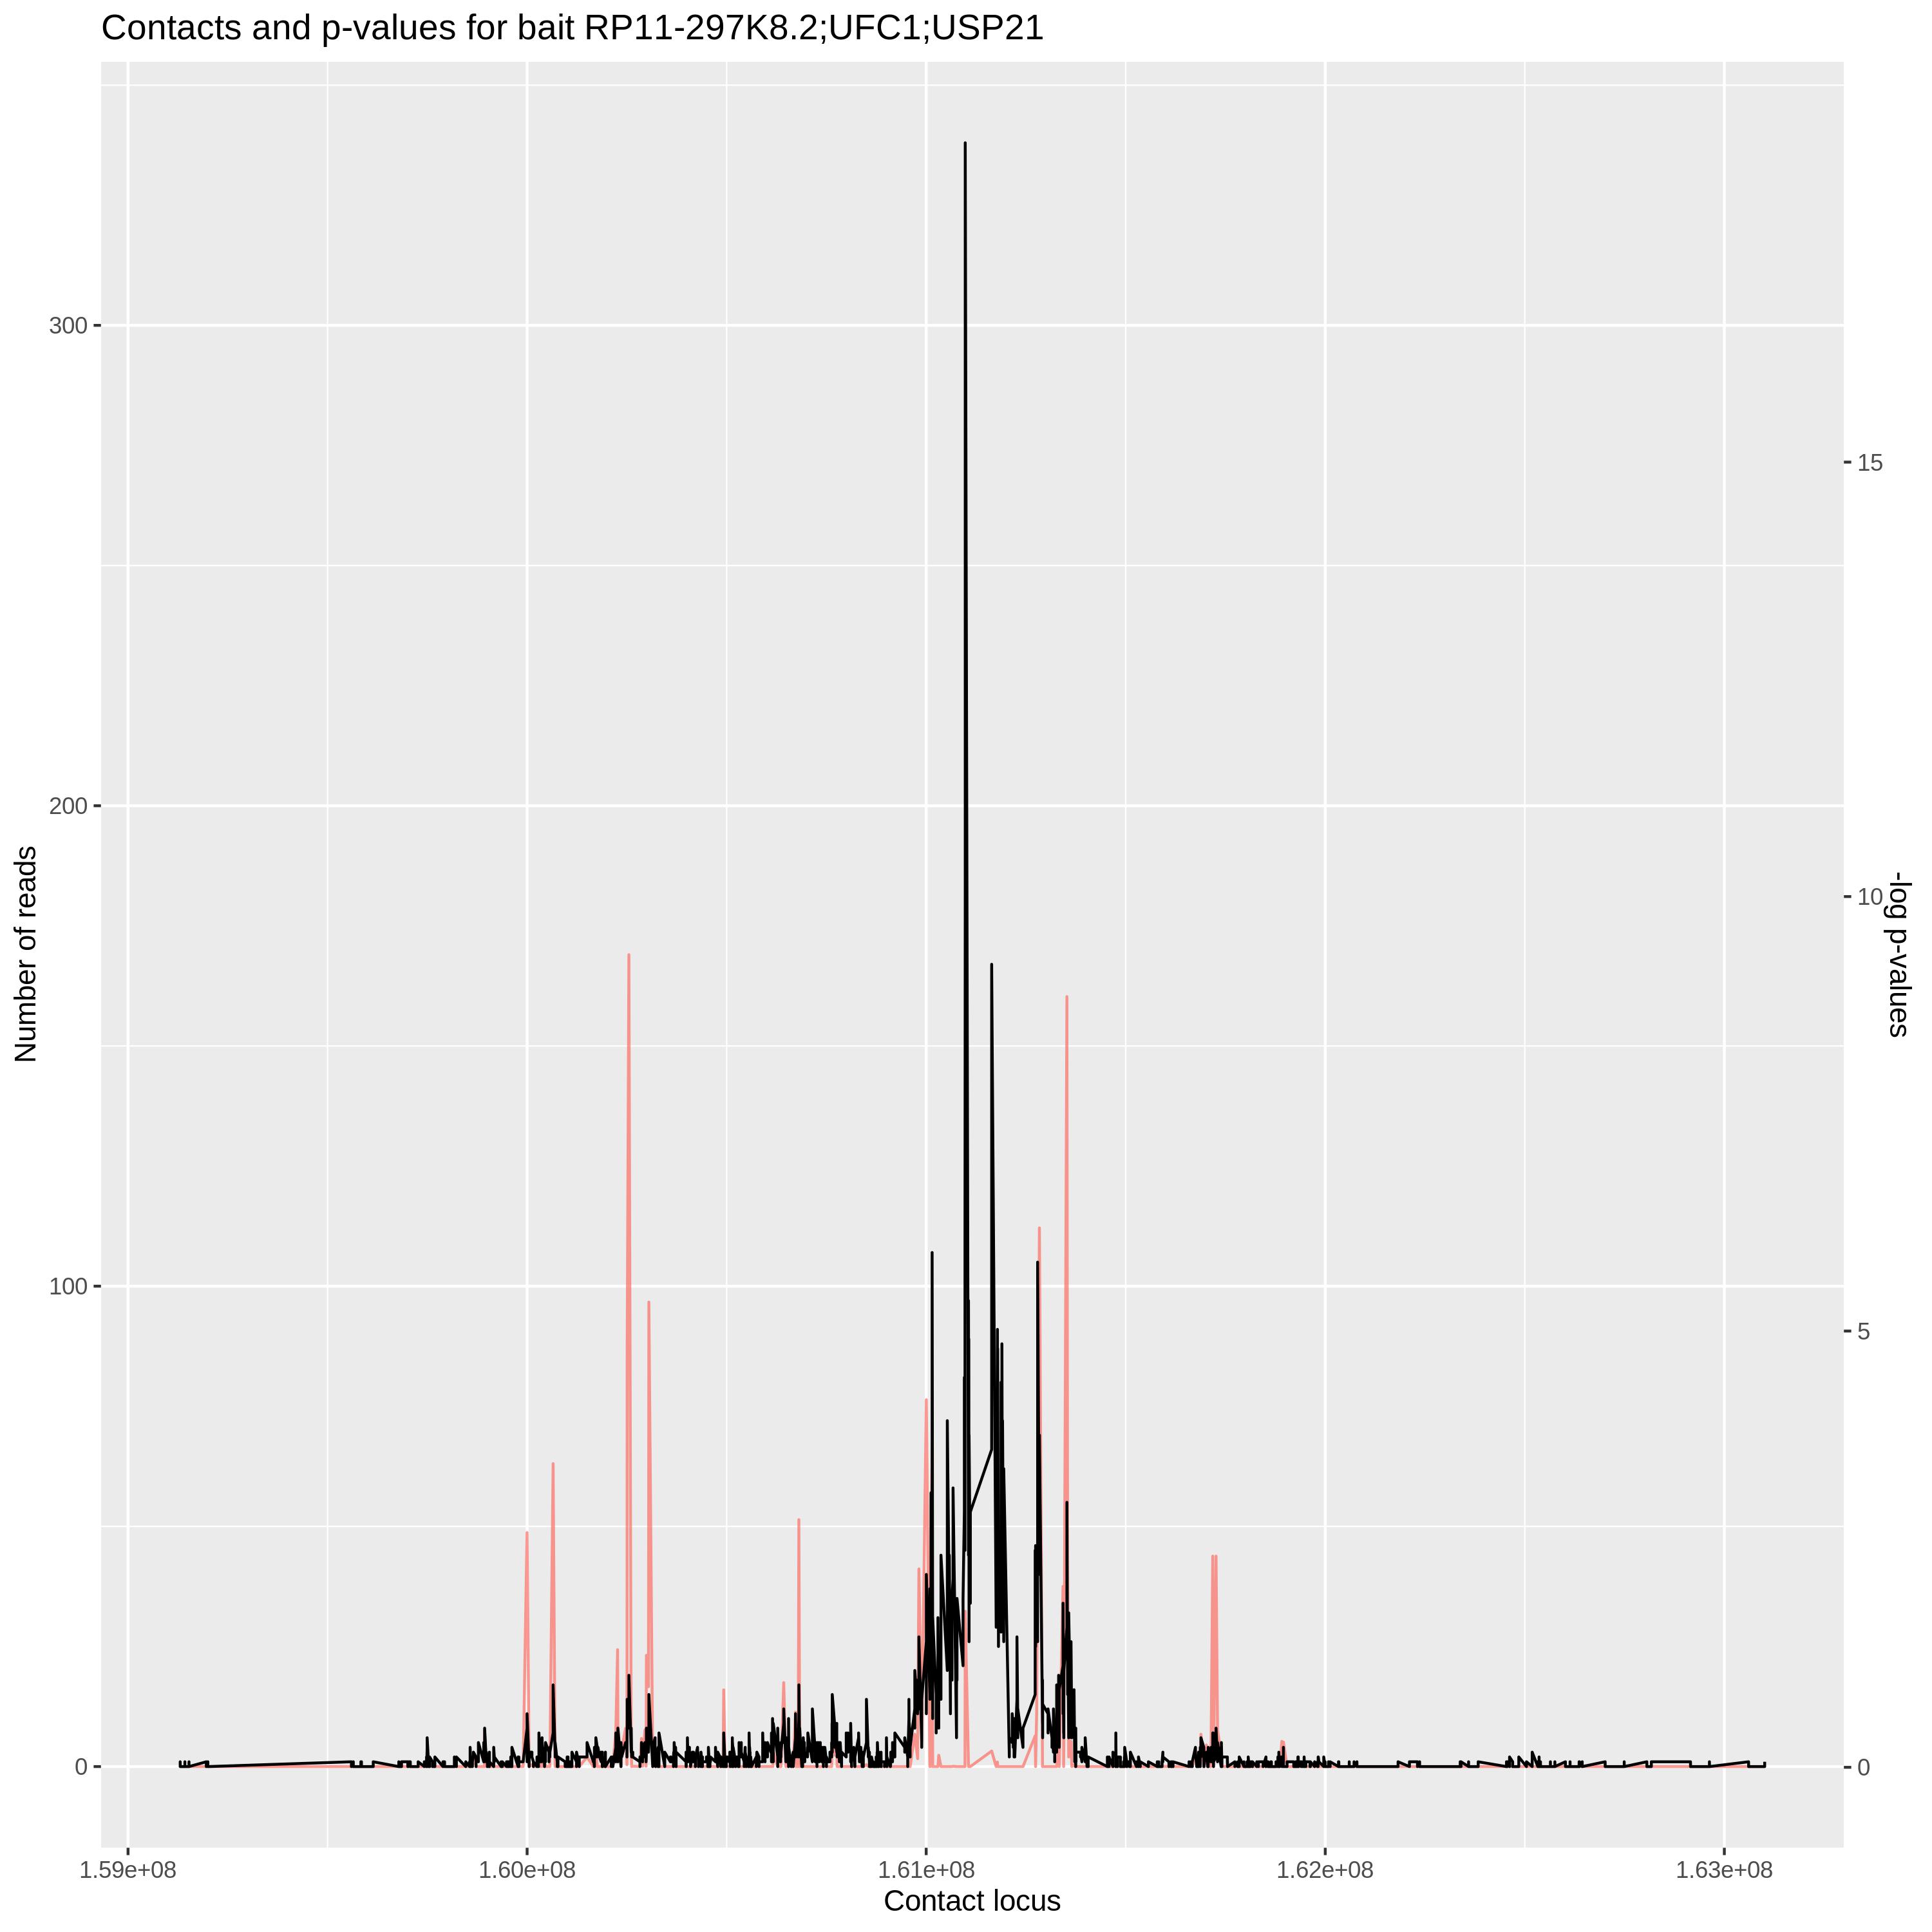 Contacts and p-values for bait RP11-297K8.2;UFC1;USP21
Number of reads
300
200
100
0
15
10
5
0
-log p-values
1.59e+08
1.60e+08
1.61e+08
1.62e+08
1.63e+08
Contact locus